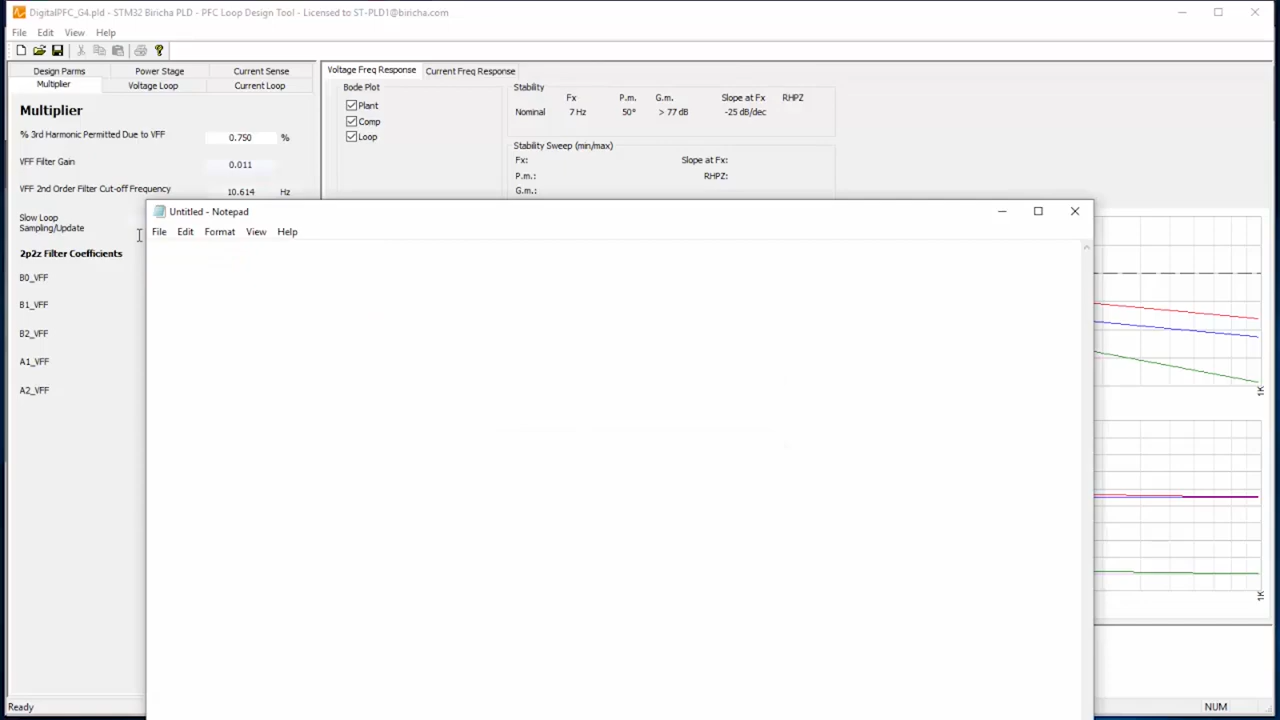 DigitalPFC_G4.pld - STM32 Biricha PLD - PFC Loop Design Tool - Licensed to ST-PLD1@biricha.com
File Edit View Help
Design Parms Power Stage Current Sense
Multiplier Voltage Loop Current Loop
Multiplier
% 3rd Harmonic Permitted Due to VFF 0.750 %
VFF Filter Gain 0.011
VFF 2nd Order Filter Cut-off Frequency 10.614 Hz
Slow Loop
Sampling/Update
2p2z Filter Coefficients
B0_VFF
B1_VFF
B2_VFF
A1_VFF
A2_VFF
Voltage Freq Response Current Freq Response
Bode Plot
Plant
Comp
Loop
Stability
Fx P.m. G.m. Slope at Fx RHPZ
Nominal 7 Hz 50° > 77 dB -25 dB/dec
Stability Sweep (min/max)
Fx: Slope at Fx:
P.m.: RHPZ:
G.m.:
Untitled - Notepad
File Edit Format View Help
1K
1K
Ready NUM